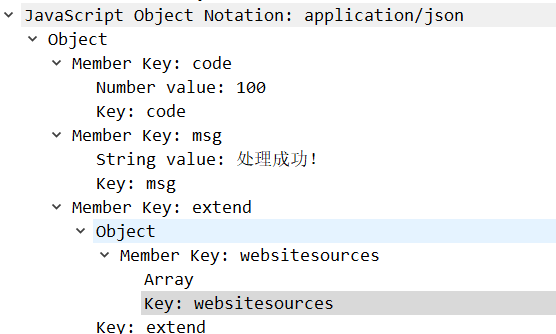 JavaScript Object Notation: application/json
Object
Member Key: code
Number value: 100
Key: code
Member Key: msg
String value: 处理成功!
Key: msg
Member Key: extend
Object
Member Key: websitesources
Array
Key: websitesources
Key: extend